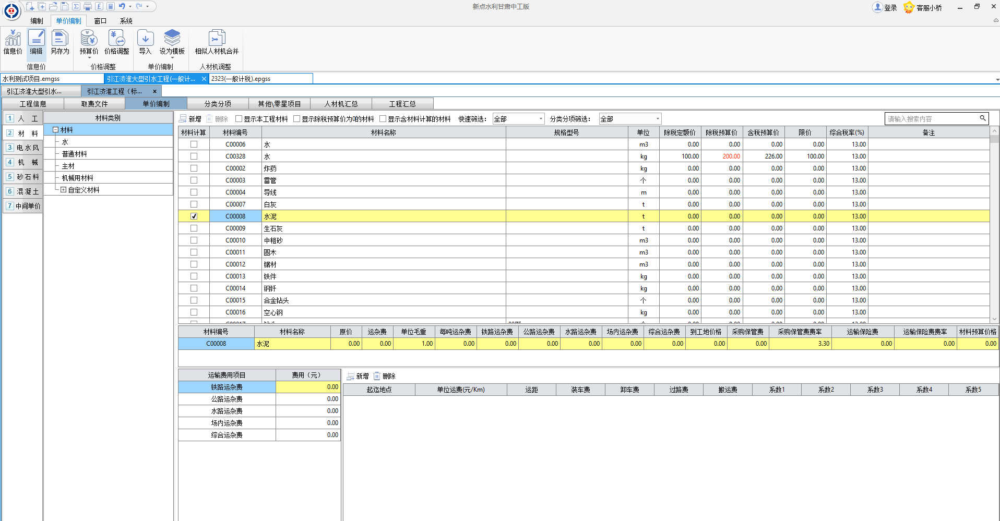 新点水利甘肃中工版
登录 客服小桥
编制 单价编制 窗口 系统
信息价 编辑 另存为 预算价 价格调整 导入 设为模板 相似人材机合并
信息价 价格调整 单价编制 人材机调整
水利测试项目.emgss 引江济淮大型引水工程(一般计... 2323(一般计税).epgss
引江济淮大型引水... 引江济淮工程（标...
工程信息 取费文件 单价编制 分类分项 其他\零星项目 人材机汇总 工程汇总
1 人 工
2 材 料
3 电水风
4 机 械
5 砂石料
6 混凝土
7 中间单价
材料类别
材料
水
普通材料
主材
机械用材料
自定义材料
新增 删除 显示本工程材料 显示除税预算价为0的材料 显示含材料计算的材料 快速筛选： 全部 分类分项筛选： 全部 请输入搜索内容
材料计算 材料编号 材料名称 规格型号 单位 除税定额价 除税预算价 含税预算价 限价 综合税率(%) 备注
C00006 水 m3 0.00 0.00 0.00 0.00 13.00
C00328 水 kg 100.00 200.00 226.00 100.00 13.00
C00002 炸药 kg 0.00 0.00 0.00 0.00 13.00
C00003 雷管 个 0.00 0.00 0.00 0.00 13.00
C00004 导线 m 0.00 0.00 0.00 0.00 13.00
C00007 白灰 t 0.00 0.00 0.00 0.00 13.00
C00008 水泥 t 0.00 0.00 0.00 0.00 13.00
C00009 生石灰 t 0.00 0.00 0.00 0.00 13.00
C00010 中粗砂 m3 0.00 0.00 0.00 0.00 13.00
C00011 圆木 m3 0.00 0.00 0.00 0.00 13.00
C00012 锯材 m3 0.00 0.00 0.00 0.00 13.00
C00013 铁件 kg 0.00 0.00 0.00 0.00 13.00
C00014 钢钎 kg 0.00 0.00 0.00 0.00 13.00
C00015 合金钻头 个 0.00 0.00 0.00 0.00 13.00
C00016 空心钢 kg 0.00 0.00 0.00 0.00 13.00
材料编号 材料名称 原价 运杂费 单位毛重 每吨运杂费 铁路运杂费 公路运杂费 水路运杂费 场内运杂费 综合运杂费 到工地价格 采购保管费 采购保管费费率 运输保险费 运输保险费费率 材料预算价格
C00008 水泥 0.00 0.00 1.00 0.00 0.00 0.00 0.00 0.00 0.00 0.00 0.00 3.30 0.00 0.00 0.00
运输费用项目 费用（元）
铁路运杂费 0.00
公路运杂费 0.00
水路运杂费 0.00
场内运杂费 0.00
综合运杂费 0.00
新增 删除
起迄地点 单位运费(元/Km) 运距 装车费 卸车费 过路费 搬运费 系数1 系数2 系数3 系数4 系数5